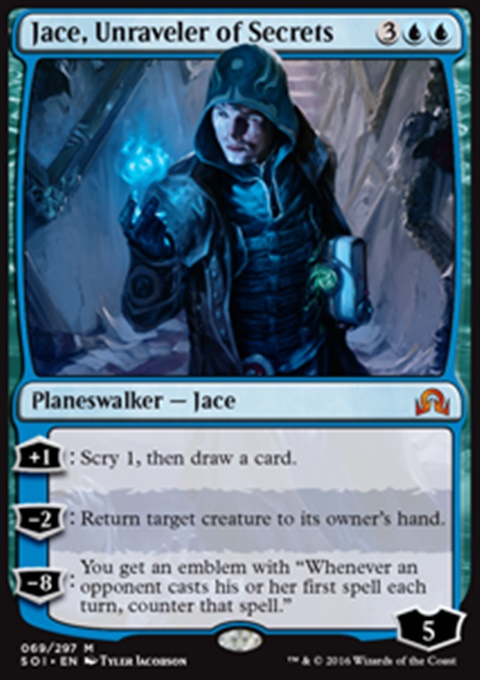 Jace, Unraveler of Secrets 3
Planeswalker — Jace
+1: Scry 1, then draw a card.
−2: Return target creature to its owner's hand.
−8: You get an emblem with “Whenever an
opponent casts his or her first spell each
turn, counter that spell.”
5
069/297 M
SOI • EN Tyler Jacobson
™ & © 2016 Wizards of the Coast